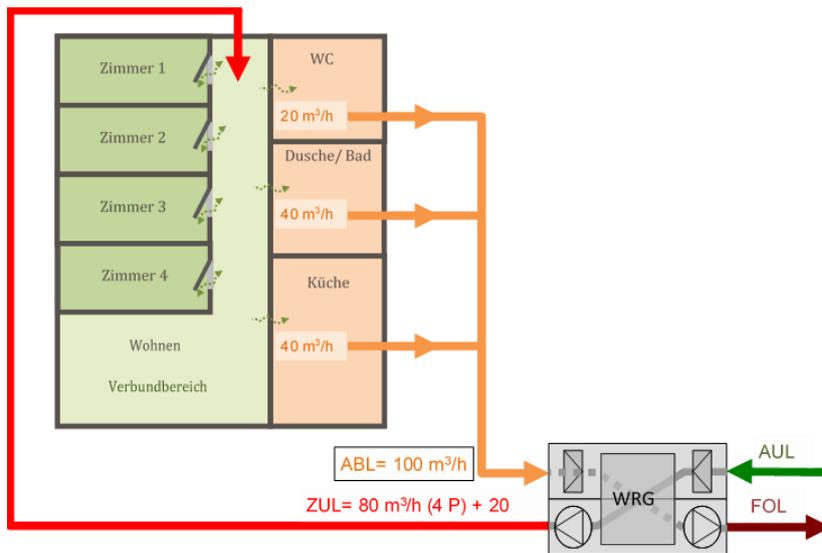 Zimmer 1
WC
20 m³/h
Zimmer 2
Dusche/ Bad
Zimmer 3
40 m³/h
Zimmer 4
Küche
Wohnen
40 m³/h
Verbundbereich
ABL= 100 m³/h
AUL
ZUL= 80 m³/h (4 P) + 20
WRG
FOL